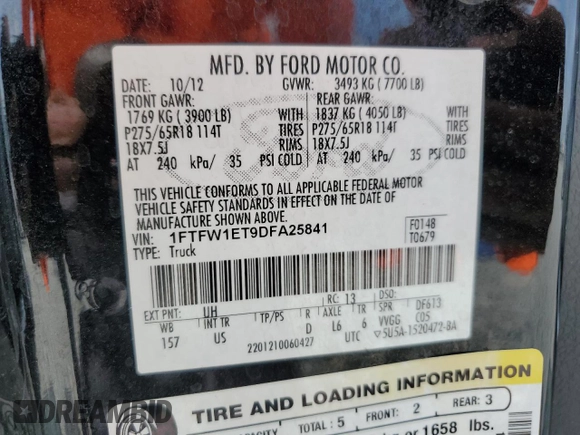 MFD. BY FORD MOTOR CO.
DATE: 10/12 GVWR: 3493 KG ( 7700 LB)
FRONT GAWR: REAR GAWR:
1769 KG ( 3900 LB) WITH 1837 KG ( 4050 LB) WITH
P275/65R18 114T TIRES P275/65R18 114T TIRES
18X7.5J RIMS 18X7.5J RIMS
AT 240 kPa/ 35 PSI COLD AT 240 kPa/ 35 PSI COLD
Ford
THIS VEHICLE CONFORMS TO ALL APPLICABLE FEDERAL MOTOR
VEHICLE SAFETY STANDARDS IN EFFECT ON THE DATE OF
MANUFACTURE SHOWN ABOVE.
VIN: 1FTFW1ET9DFA25841 F0148
TYPE: Truck T0679
EXT PNT: UH RC: 13 DSO:
WB INT TR TP/PS R AXLE TR SPR DF613
157 US D L6 6 VVGG C05
2201210060427 UTC 5U5A-1520472-BA
TIRE AND LOADING INFORMATION
CAPACITY TOTAL: 5 FRONT: 2 REAR: 3
or 1658 lbs.
DREAMBID